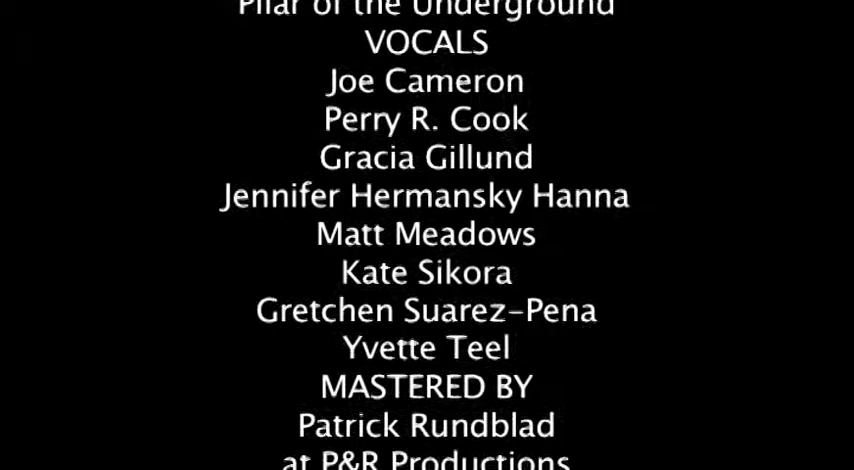 Pilar of the Underground
VOCALS
Joe Cameron
Perry R. Cook
Gracia Gillund
Jennifer Hermansky Hanna
Matt Meadows
Kate Sikora
Gretchen Suarez-Pena
Yvette Teel
MASTERED BY
Patrick Rundblad
at P&R Productions